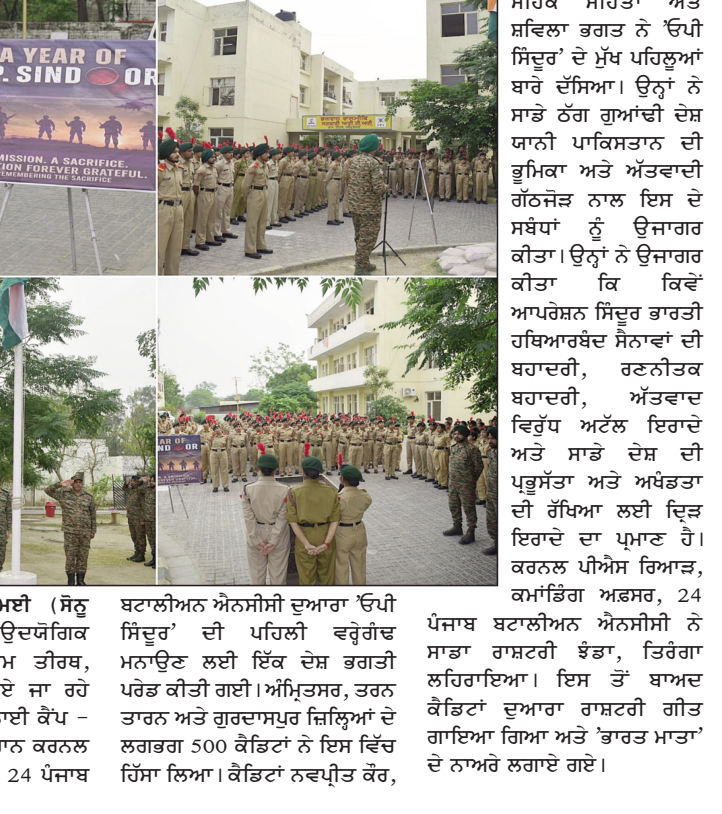 A YEAR OF
P. SINDOOR
MISSION. A SACRIFICE.
ION FOREVER GRATEFUL.
REMEMBERING THE SACRIFICE
YEAR OF
SINDOOR
ਮਈ (ਸੋਨੂ
ਉਦਯੋਗਿਕ
ਮ ਤੀਰਥ,
ਏ ਜਾ ਰਹੇ
ਾਈ ਕੈਂਪ –
ਾਨ ਕਰਨਲ
24 ਪੰਜਾਬ
ਬਟਾਲੀਅਨ ਐਨਸੀਸੀ ਦੁਆਰਾ 'ਓਪੀ
ਸਿੰਦੂਰ' ਦੀ ਪਹਿਲੀ ਵਰ੍ਹੇਗੰਢ
ਮਨਾਉਣ ਲਈ ਇੱਕ ਦੇਸ਼ ਭਗਤੀ
ਪਰੇਡ ਕੀਤੀ ਗਈ। ਅੰਮ੍ਰਿਤਸਰ, ਤਰਨ
ਤਾਰਨ ਅਤੇ ਗੁਰਦਾਸਪੁਰ ਜ਼ਿਲ੍ਹਿਆਂ ਦੇ
ਲਗਭਗ 500 ਕੈਡਿਟਾਂ ਨੇ ਇਸ ਵਿੱਚ
ਹਿੱਸਾ ਲਿਆ। ਕੈਡਿਟਾਂ ਨਵਪ੍ਰੀਤ ਕੌਰ,
ਅਤੇ
ਸ਼ਵਿਲਾ ਭਗਤ ਨੇ 'ਓਪੀ
ਸਿੰਦੂਰ' ਦੇ ਮੁੱਖ ਪਹਿਲੂਆਂ
ਬਾਰੇ ਦੱਸਿਆ। ਉਨ੍ਹਾਂ ਨੇ
ਸਾਡੇ ਠੱਗ ਗੁਆਂਢੀ ਦੇਸ਼
ਯਾਨੀ ਪਾਕਿਸਤਾਨ ਦੀ
ਭੂਮਿਕਾ ਅਤੇ ਅੱਤਵਾਦੀ
ਗੱਠਜੋੜ ਨਾਲ ਇਸ ਦੇ
ਸਬੰਧਾਂ ਨੂੰ ਉਜਾਗਰ
ਕੀਤਾ। ਉਨ੍ਹਾਂ ਨੇ ਉਜਾਗਰ
ਕੀਤਾ ਕਿ ਕਿਵੇਂ
ਆਪਰੇਸ਼ਨ ਸਿੰਦੂਰ ਭਾਰਤੀ
ਹਥਿਆਰਬੰਦ ਸੈਨਾਵਾਂ ਦੀ
ਬਹਾਦਰੀ, ਰਣਨੀਤਕ
ਬਹਾਦਰੀ, ਅੱਤਵਾਦ
ਵਿਰੁੱਧ ਅਟੱਲ ਇਰਾਦੇ
ਅਤੇ ਸਾਡੇ ਦੇਸ਼ ਦੀ
ਪ੍ਰਭੂਸੱਤਾ ਅਤੇ ਅਖੰਡਤਾ
ਦੀ ਰੱਖਿਆ ਲਈ ਦ੍ਰਿੜ
ਇਰਾਦੇ ਦਾ ਪ੍ਰਮਾਣ ਹੈ।
ਕਰਨਲ ਪੀਐਸ ਰਿਆੜ,
ਕਮਾਂਡਿੰਗ ਅਫ਼ਸਰ, 24
ਪੰਜਾਬ ਬਟਾਲੀਅਨ ਐਨਸੀਸੀ ਨੇ
ਸਾਡਾ ਰਾਸ਼ਟਰੀ ਝੰਡਾ, ਤਿਰੰਗਾ
ਲਹਿਰਾਇਆ। ਇਸ ਤੋਂ ਬਾਅਦ
ਕੈਡਿਟਾਂ ਦੁਆਰਾ ਰਾਸ਼ਟਰੀ ਗੀਤ
ਗਾਇਆ ਗਿਆ ਅਤੇ 'ਭਾਰਤ ਮਾਤਾ'
ਦੇ ਨਾਅਰੇ ਲਗਾਏ ਗਏ।